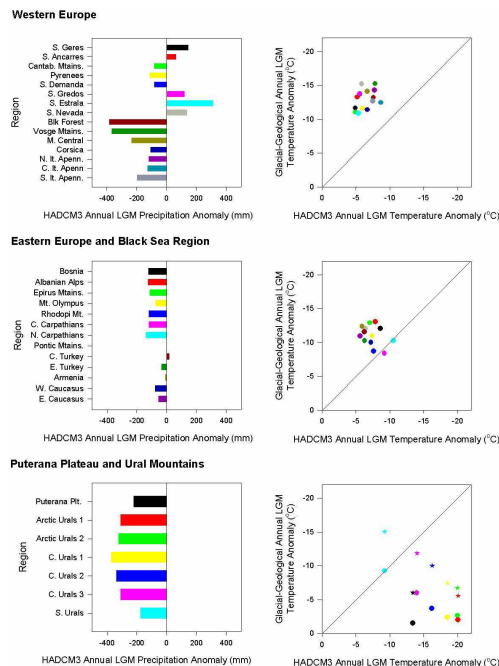 Western Europe
Region
S. Geres
S. Ancarres
Cantab. Mtains.
Pyrenees
S. Demanda
S. Gredos
S. Estrala
S. Nevada
Blk Forest
Vosge Mtains.
M. Central
Corsica
N. It. Apenn.
C. It. Apenn.
S. It. Apenn.
-400 -200 0 200 400
HADCM3 Annual LGM Precipitation Anomaly (mm)
Glacial-Geological Annual LGM
Temperature Anomaly (°C)
-20
-15
-10
-5
0
0 -5 -10 -15 -20
HADCM3 Annual LGM Temperature Anomaly (°C)
Eastern Europe and Black Sea Region
Region
Bosnia
Albanian Alps
Epirus Mtains.
Mt. Olympus
Rhodopi Mt.
C. Carpathians
N. Carpathians
Pontic Mtains.
C. Turkey
E. Turkey
Armenia
W. Caucasus
E. Caucasus
-400 -200 0 200 400
HADCM3 Annual LGM Precipitation Anomaly (mm)
Glacial-Geological Annual LGM
Temperature Anomaly (°C)
-20
-15
-10
-5
0
0 -5 -10 -15 -20
HADCM3 Annual LGM Temperature Anomaly (°C)
Puterana Plateau and Ural Mountains
Region
Puterana Plt.
Arctic Urals 1
Arctic Urals 2
C. Urals 1
C. Urals 2
C. Urals 3
S. Urals
-400 -200 0 200 400
HADCM3 Annual LGM Precipitation Anomaly (mm)
Glacial-Geological Annual LGM
Temperature Anomaly (°C)
-20
-15
-10
-5
0
0 -5 -10 -15 -20
HADCM3 Annual LGM Temperature Anomaly (°C)